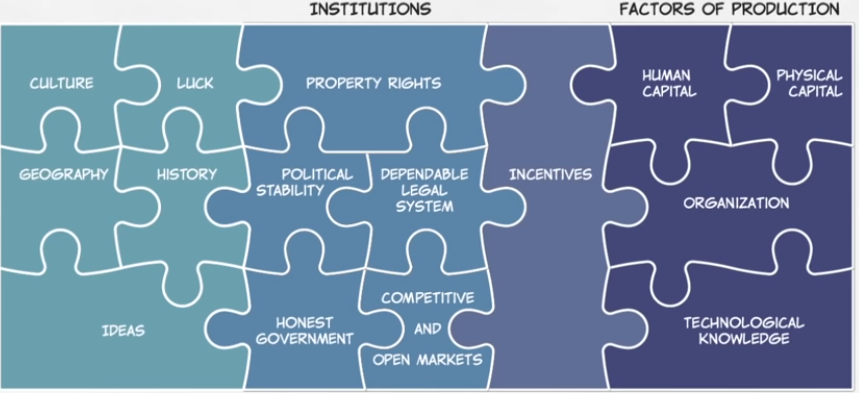 INSTITUTIONS
FACTORS OF PRODUCTION
CULTURE
LUCK
PROPERTY RIGHTS
HUMAN
CAPITAL
PHYSICAL
CAPITAL
GEOGRAPHY
HISTORY
POLITICAL
STABILITY
DEPENDABLE
LEGAL
SYSTEM
INCENTIVES
ORGANIZATION
IDEAS
HONEST
GOVERNMENT
COMPETITIVE
AND
OPEN MARKETS
TECHNOLOGICAL
KNOWLEDGE